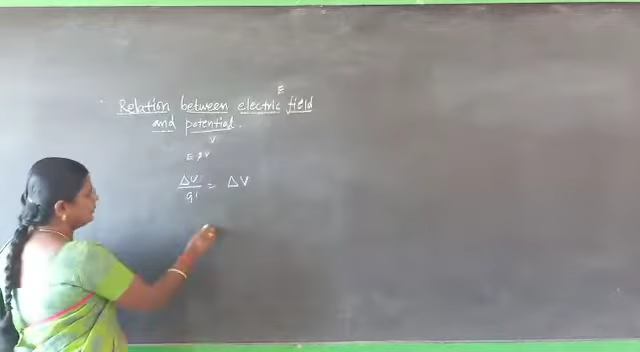 E
Relation between electric field
and potential.
V
E & V
ΔU / q' = ΔV